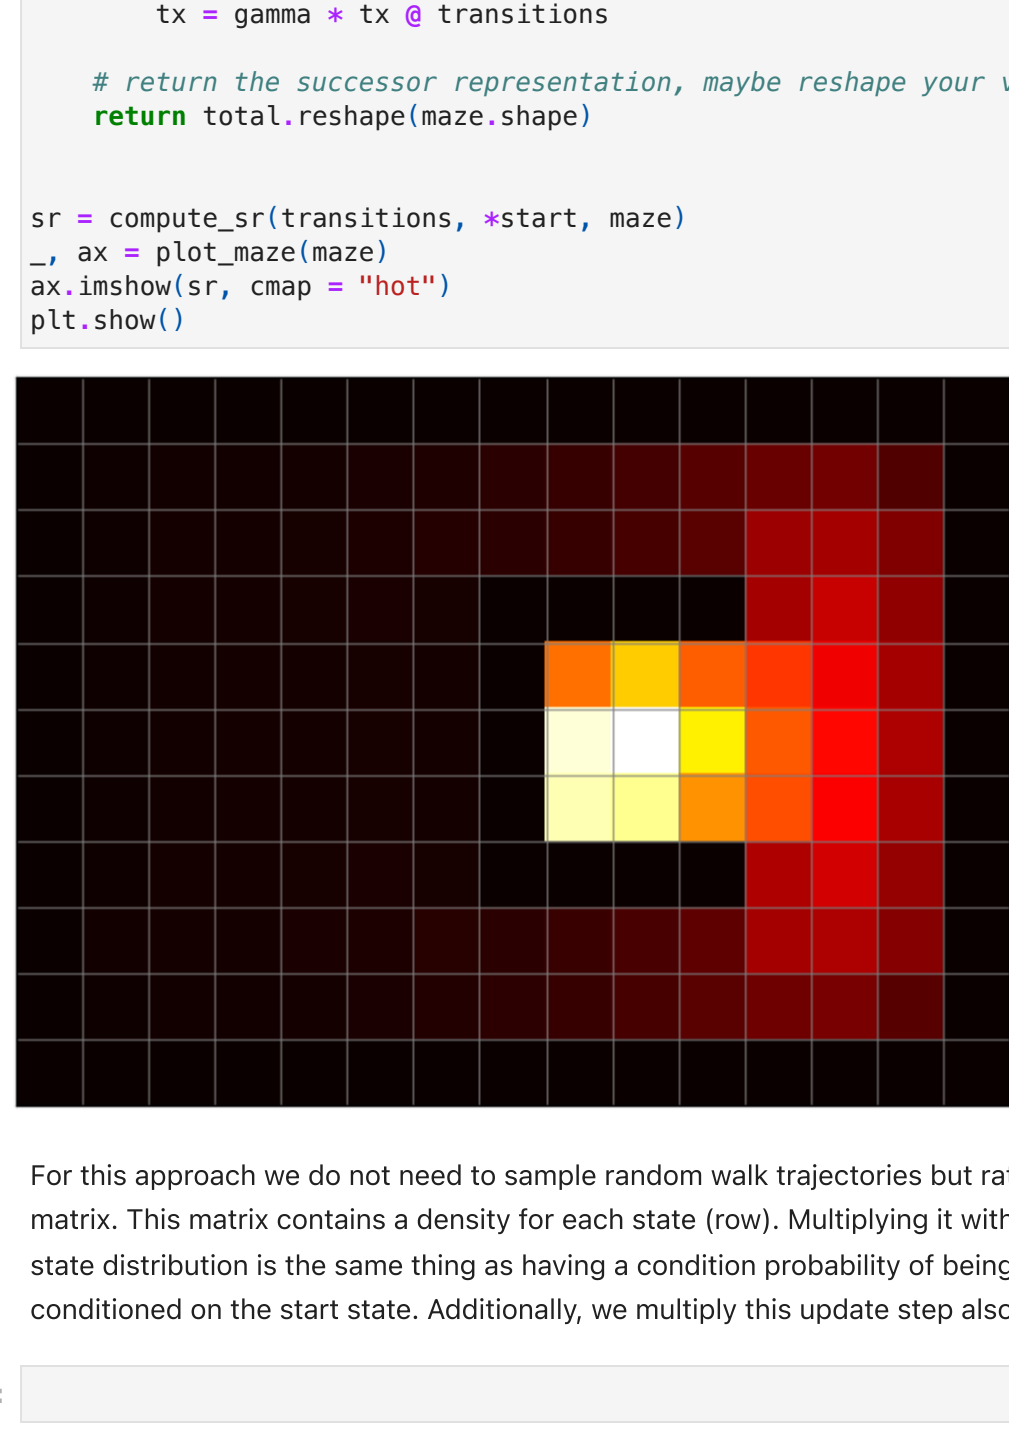 tx = gamma * tx @ transitions
# return the successor representation, maybe reshape your
return total.reshape(maze.shape)
sr = compute_sr(transitions, *start, maze)
_, ax = plot_maze(maze)
ax.imshow(sr, cmap = "hot")
plt.show()
For this approach we do not need to sample random walk trajectories but
matrix. This matrix contains a density for each state (row). Multiplying it with
state distribution is the same thing as having a condition probability of being
conditioned on the start state. Additionally, we multiply this update step also